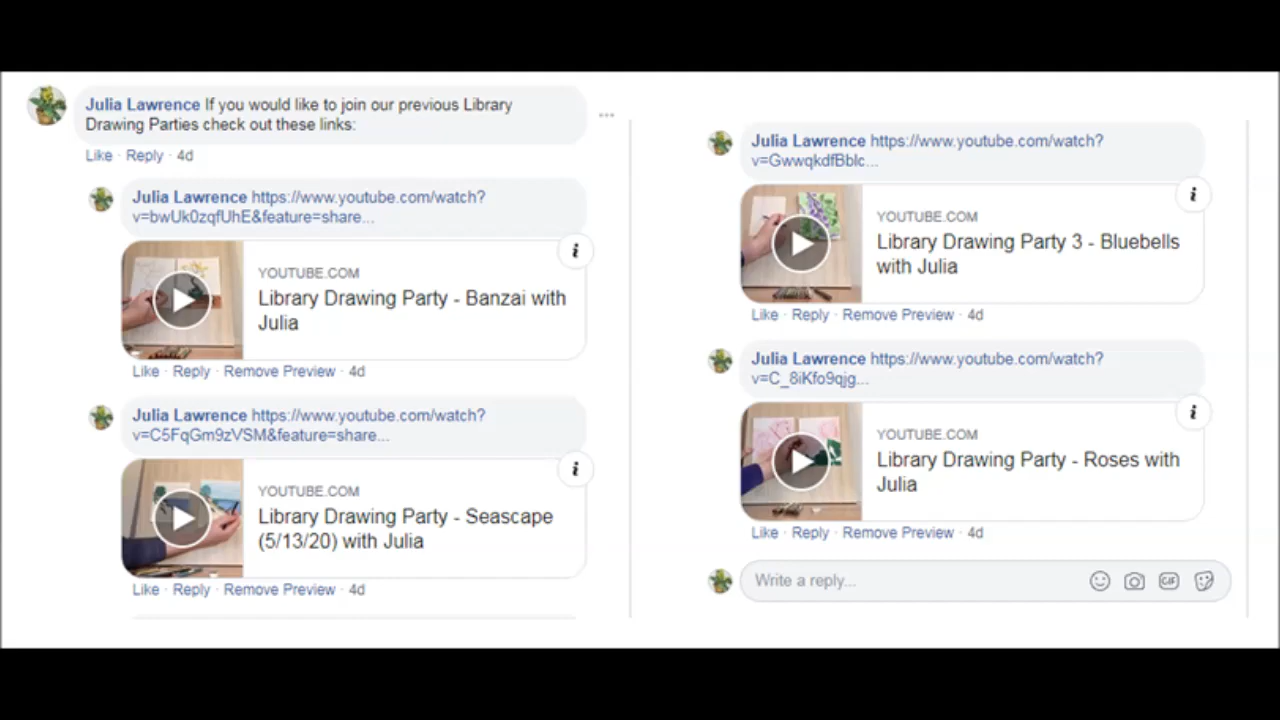 Julia Lawrence If you would like to join our previous Library
Drawing Parties check out these links:
Like · Reply · 4d
Julia Lawrence https://www.youtube.com/watch?
v=bwUk0zqfUhE&feature=share...
i
YOUTUBE.COM
Library Drawing Party - Banzai with
Julia
Like · Reply · Remove Preview · 4d
Julia Lawrence https://www.youtube.com/watch?
v=C5FqGm9zVSM&feature=share...
i
YOUTUBE.COM
Library Drawing Party - Seascape
(5/13/20) with Julia
Like · Reply · Remove Preview · 4d
Julia Lawrence https://www.youtube.com/watch?
v=GwwqkdfBblc...
i
YOUTUBE.COM
Library Drawing Party 3 - Bluebells
with Julia
Like · Reply · Remove Preview · 4d
Julia Lawrence https://www.youtube.com/watch?
v=C_8iKfo9qjg...
i
YOUTUBE.COM
Library Drawing Party - Roses with
Julia
Like · Reply · Remove Preview · 4d
Write a reply...
GIF